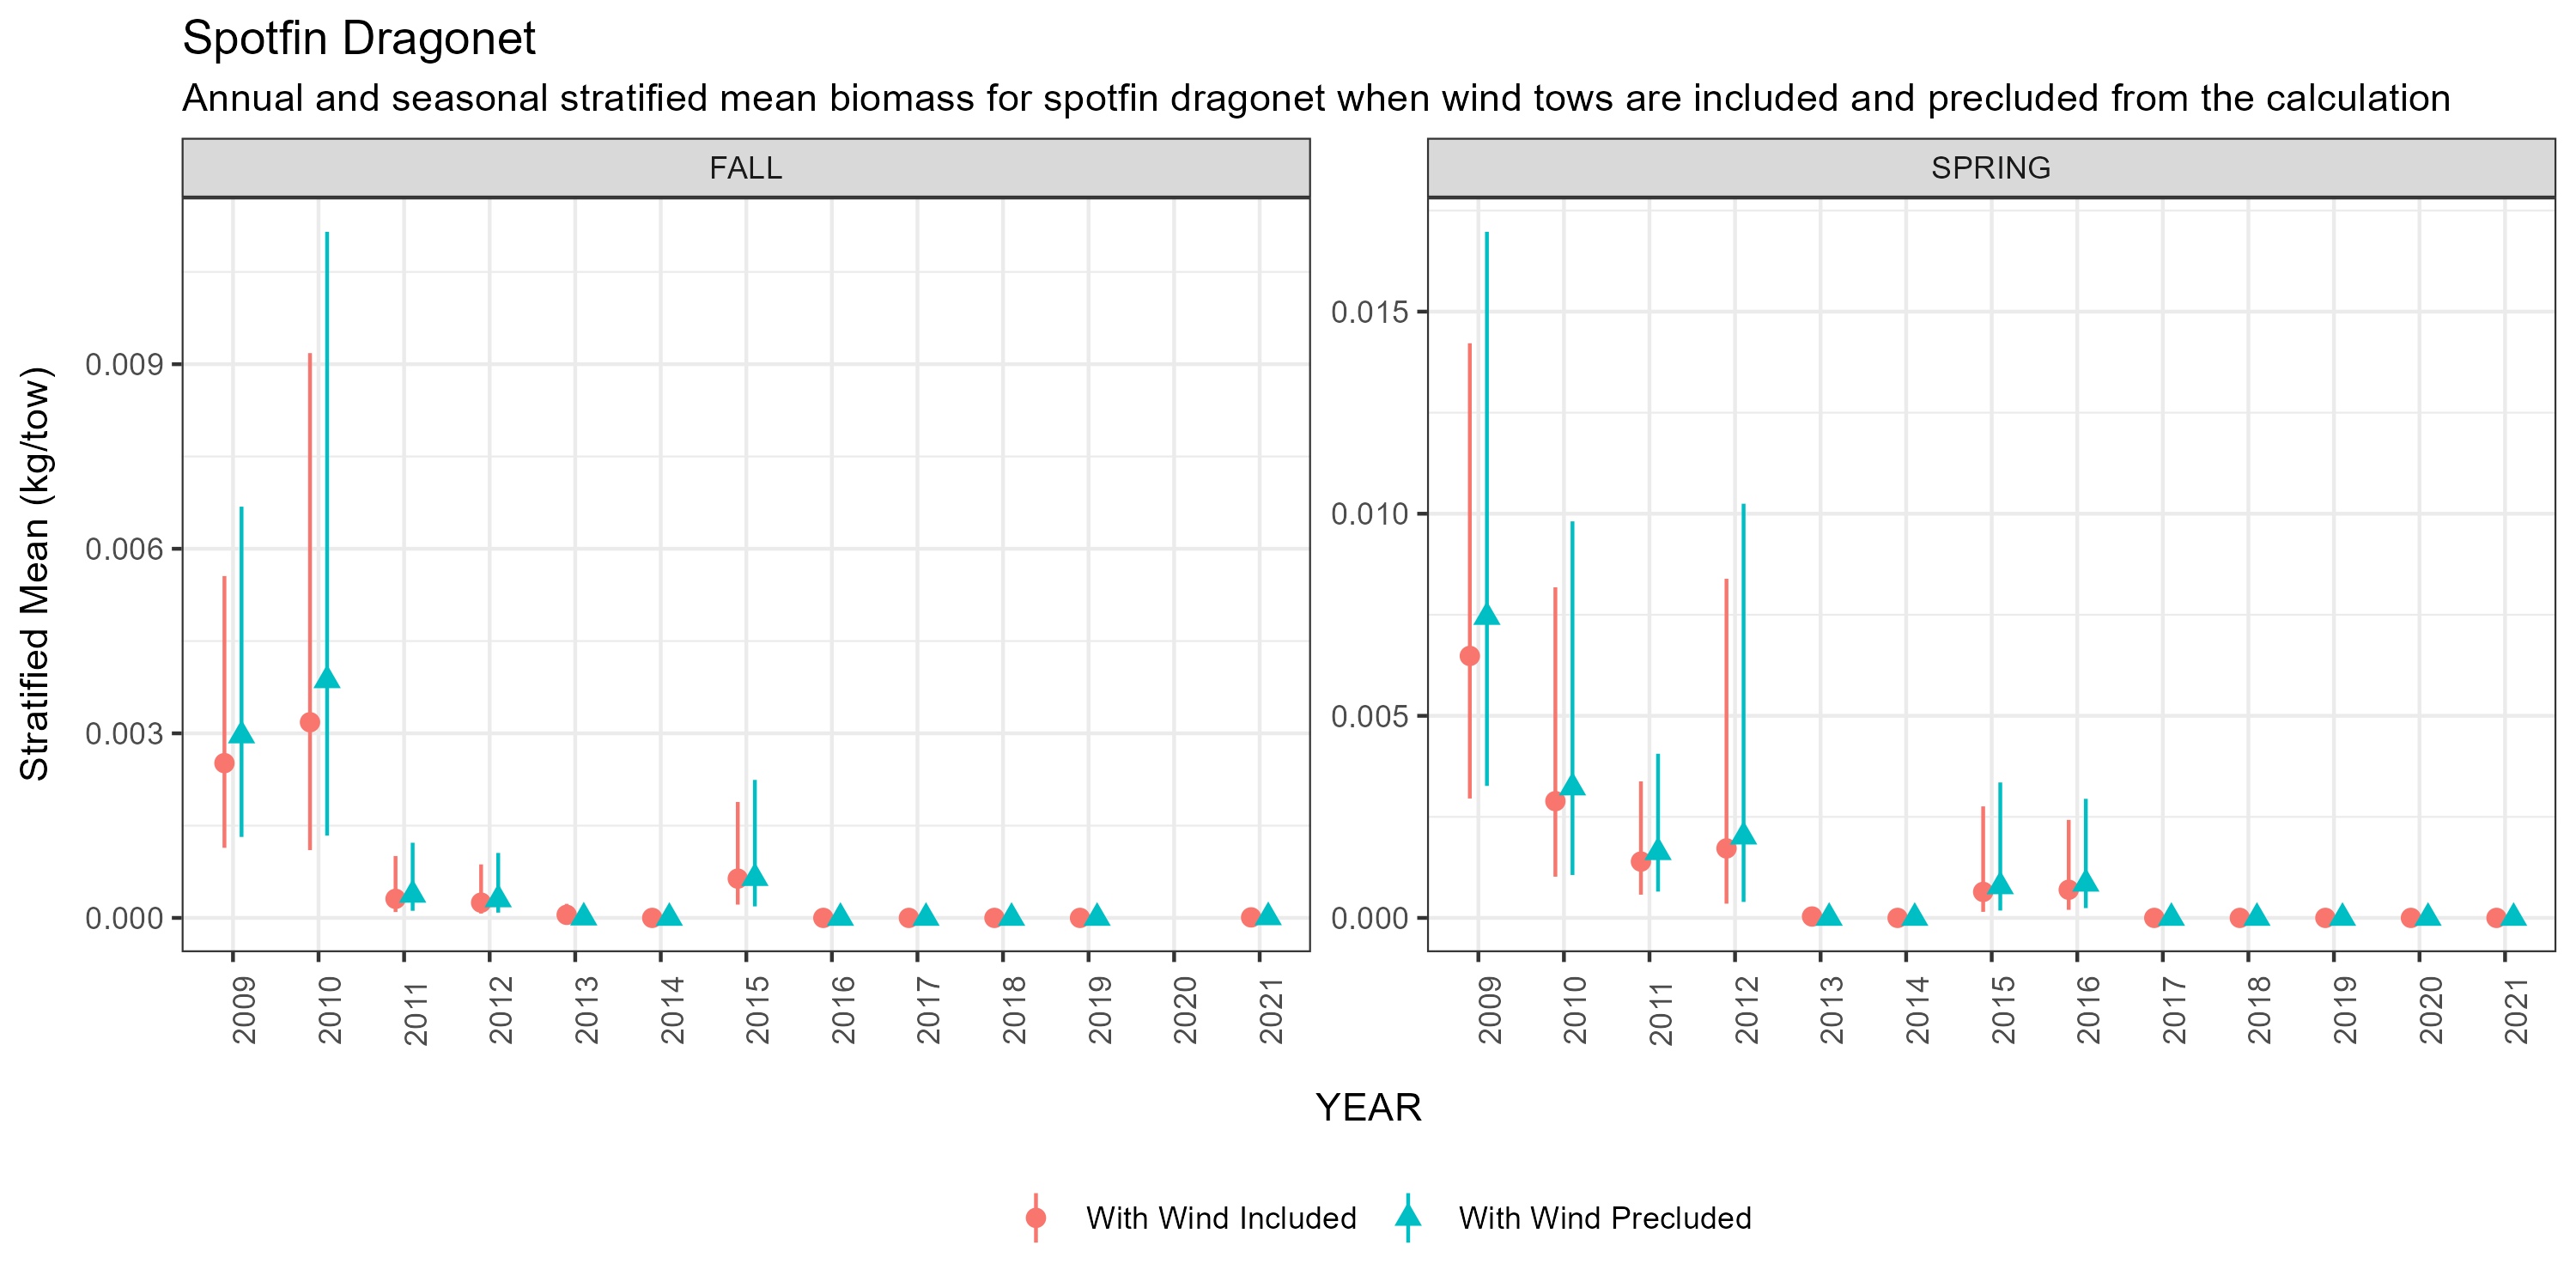 Spotfin Dragonet
Annual and seasonal stratified mean biomass for spotfin dragonet when wind tows are included and precluded from the calculation
FALL
SPRING
Stratified Mean (kg/tow)
0.009
0.006
0.003
0.000
0.015
0.010
0.005
0.000
2009 2010 2011 2012 2013 2014 2015 2016 2017 2018 2019 2020 2021
2009 2010 2011 2012 2013 2014 2015 2016 2017 2018 2019 2020 2021
YEAR
With Wind Included
With Wind Precluded